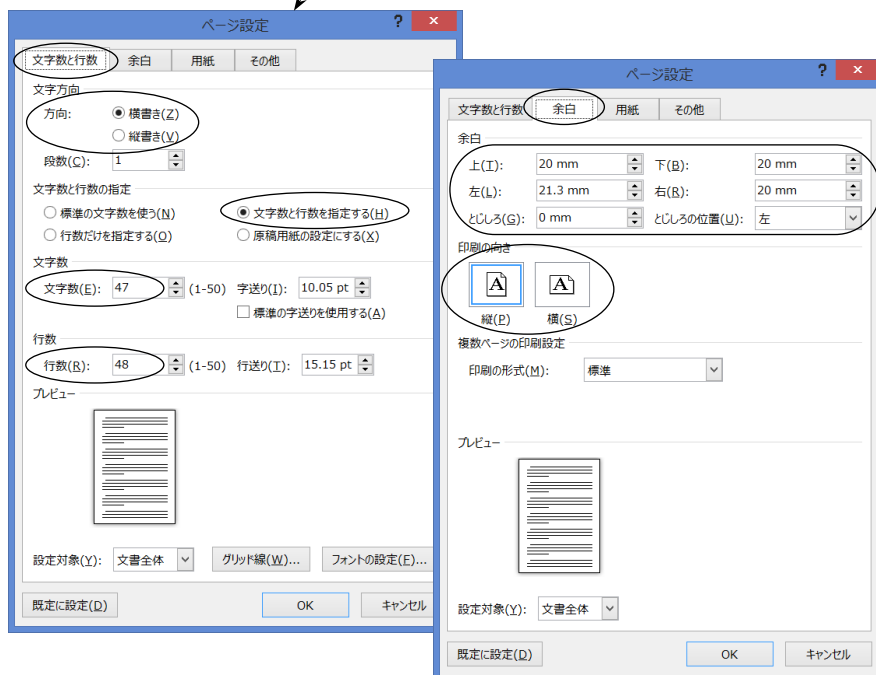 ページ設定
? ×
文字数と行数 余白 用紙 その他
文字方向
方向: 横書き(Z)
縦書き(V)
段数(C): 1
文字数と行数の指定
標準の文字数を使う(N) 文字数と行数を指定する(H)
行数だけを指定する(O) 原稿用紙の設定にする(X)
文字数
文字数(E): 47 (1-50) 字送り(I): 10.05 pt
標準の字送りを使用する(A)
行数
行数(R): 48 (1-50) 行送り(T): 15.15 pt
プレビュー
設定対象(Y): 文書全体 グリッド線(W)... フォントの設定(F)...
既定に設定(D) OK キャンセル
ページ設定
? ×
文字数と行数 余白 用紙 その他
余白
上(T): 20 mm 下(B): 20 mm
左(L): 21.3 mm 右(R): 20 mm
とじしろ(G): 0 mm とじしろの位置(U): 左
印刷の向き
A A
縦(P) 横(S)
複数ページの印刷設定
印刷の形式(M): 標準
プレビュー
設定対象(Y): 文書全体
既定に設定(D) OK キャンセル